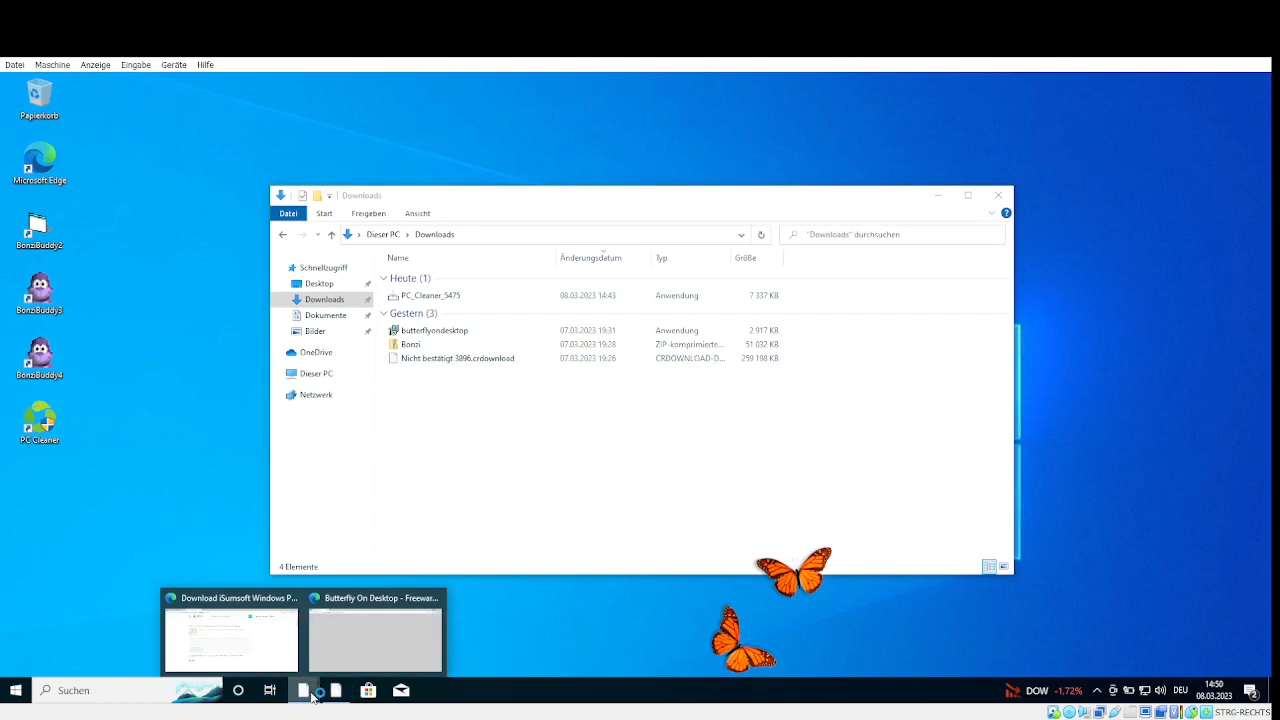 Datei Maschine Anzeige Eingabe Geräte Hilfe
Papierkorb
Microsoft Edge
BonziBuddy2
BonziBuddy3
BonziBuddy4
PC Cleaner
Downloads
Datei Start Freigeben Ansicht
Dieser PC Downloads
"Downloads" durchsuchen
Name Änderungsdatum Typ Größe
Schnellzugriff
Desktop
Downloads
Dokumente
Bilder
OneDrive
Dieser PC
Netzwerk
Heute (1)
PC_Cleaner_5475 08.03.2023 14:43 Anwendung 7 337 KB
Gestern (3)
butterflyondesktop 07.03.2023 19:31 Anwendung 2 917 KB
Bonzi 07.03.2023 19:28 ZIP-komprimierte... 51 032 KB
Nicht bestätigt 3896.crdownload 07.03.2023 19:26 CRDOWNLOAD-D... 259 198 KB
4 Elemente
Download iSumsoft Windows P...
Butterfly On Desktop - Freewar...
Suchen
DOW -1.72%
DEU
14:50
08.03.2023
2
STRG-RECHTS